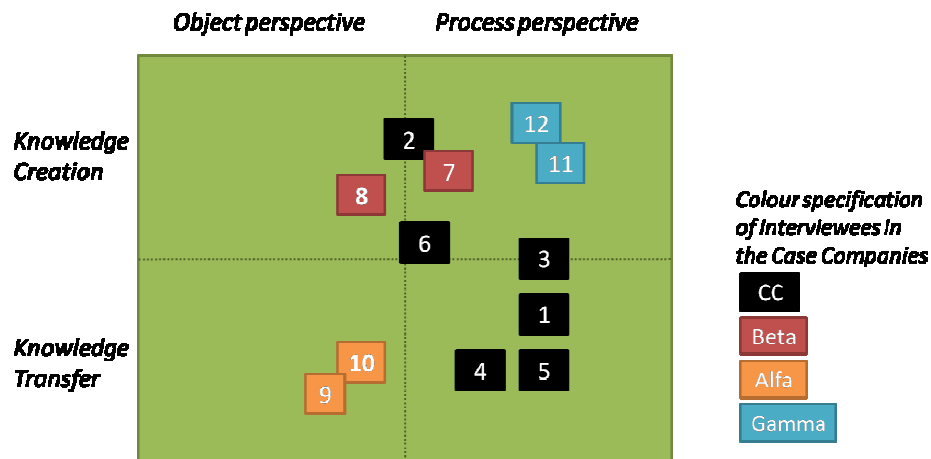 Object perspective
Process perspective
Knowledge
Creation
12
2
11
7
8
6
3
1
Knowledge
Transfer
10
4
5
9
Colour specification
of Interviewees in
the Case Companies
CC
Beta
Alfa
Gamma